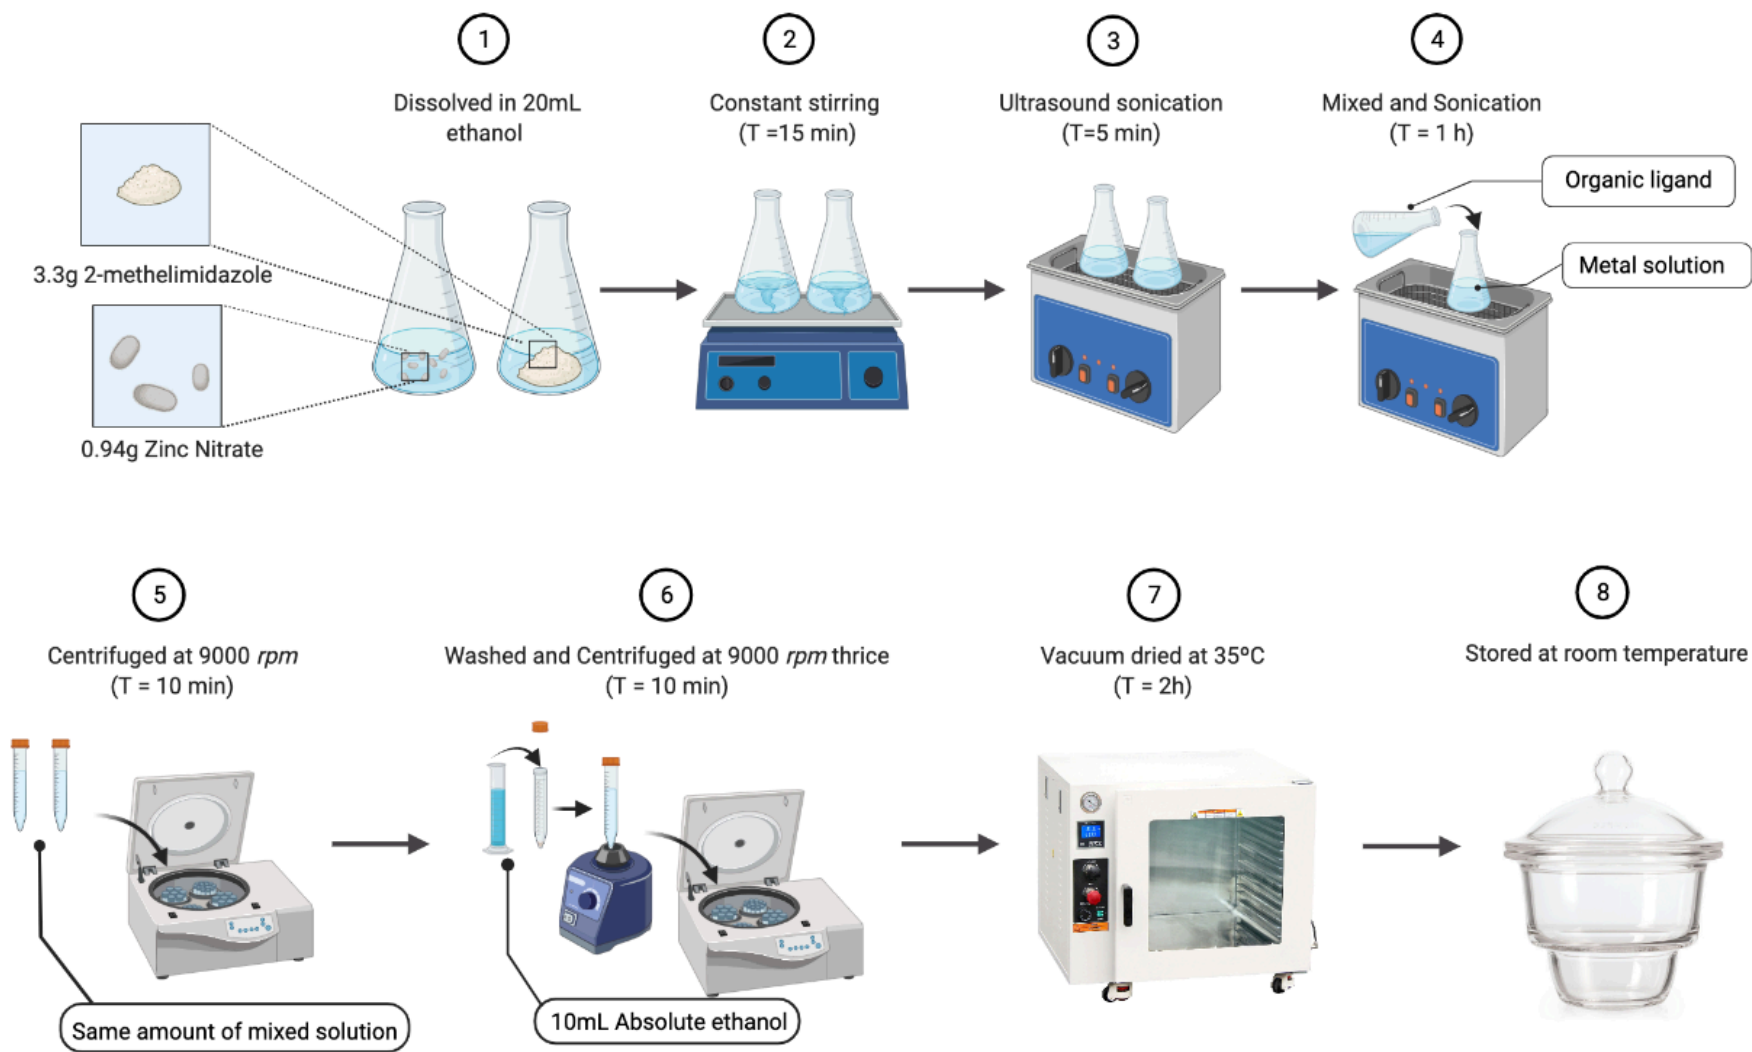 1
Dissolved in 20mL
ethanol
2
Constant stirring
(T =15 min)
3
Ultrasound sonication
(T=5 min)
4
Mixed and Sonication
(T = 1 h)
Organic ligand
Metal solution
3.3g 2-methelimidazole
0.94g Zinc Nitrate
5
Centrifuged at 9000 rpm
(T = 10 min)
Same amount of mixed solution
6
Washed and Centrifuged at 9000 rpm thrice
(T = 10 min)
10mL Absolute ethanol
7
Vacuum dried at 35ºC
(T = 2h)
8
Stored at room temperature